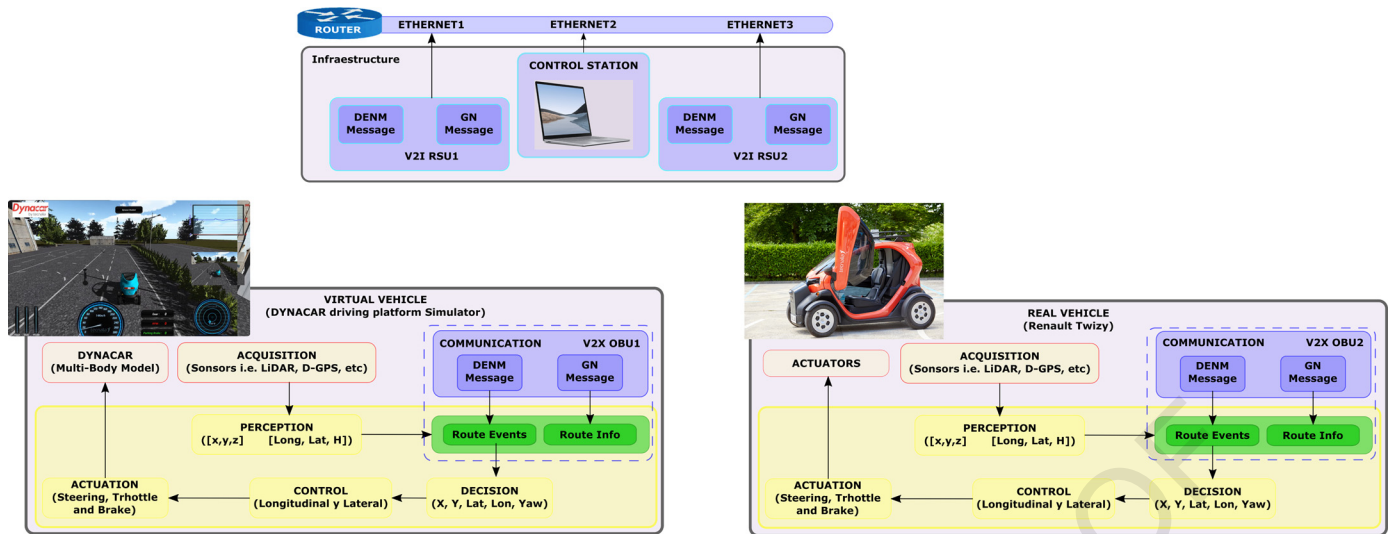 ROUTER
ETHERNET1
ETHERNET2
ETHERNET3
Infraestructure
CONTROL STATION
DENM
Message
GN
Message
V2I RSU1
DENM
Message
GN
Message
V2I RSU2
Dynacar
VIRTUAL VEHICLE
(DYNACAR driving platform Simulator)
DYNACAR
(Multi-Body Model)
ACQUISITION
(Sonsors i.e. LiDAR, D-GPS, etc)
COMMUNICATION
V2X OBU1
DENM
Message
GN
Message
PERCEPTION
([x,y,z] [Long, Lat, H])
Route Events
Route Info
ACTUATION
(Steering, Trhottle
and Brake)
CONTROL
(Longitudinal y Lateral)
DECISION
(X, Y, Lat, Lon, Yaw)
REAL VEHICLE
(Renault Twizy)
ACTUATORS
ACQUISITION
(Sonsors i.e. LiDAR, D-GPS, etc)
COMMUNICATION
V2X OBU2
DENM
Message
GN
Message
PERCEPTION
([x,y,z] [Long, Lat, H])
Route Events
Route Info
ACTUATION
(Steering, Trhottle
and Brake)
CONTROL
(Longitudinal y Lateral)
DECISION
(X, Y, Lat, Lon, Yaw)